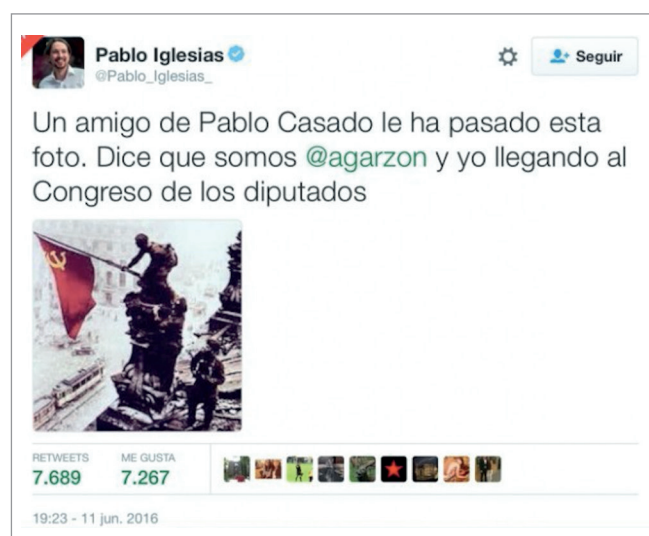 Pablo Iglesias
@Pablo_Iglesias_
Seguir
Un amigo de Pablo Casado le ha pasado esta
foto. Dice que somos @agarzon y yo llegando al
Congreso de los diputados
RETWEETS ME GUSTA
7.689 7.267
19:23 - 11 jun. 2016